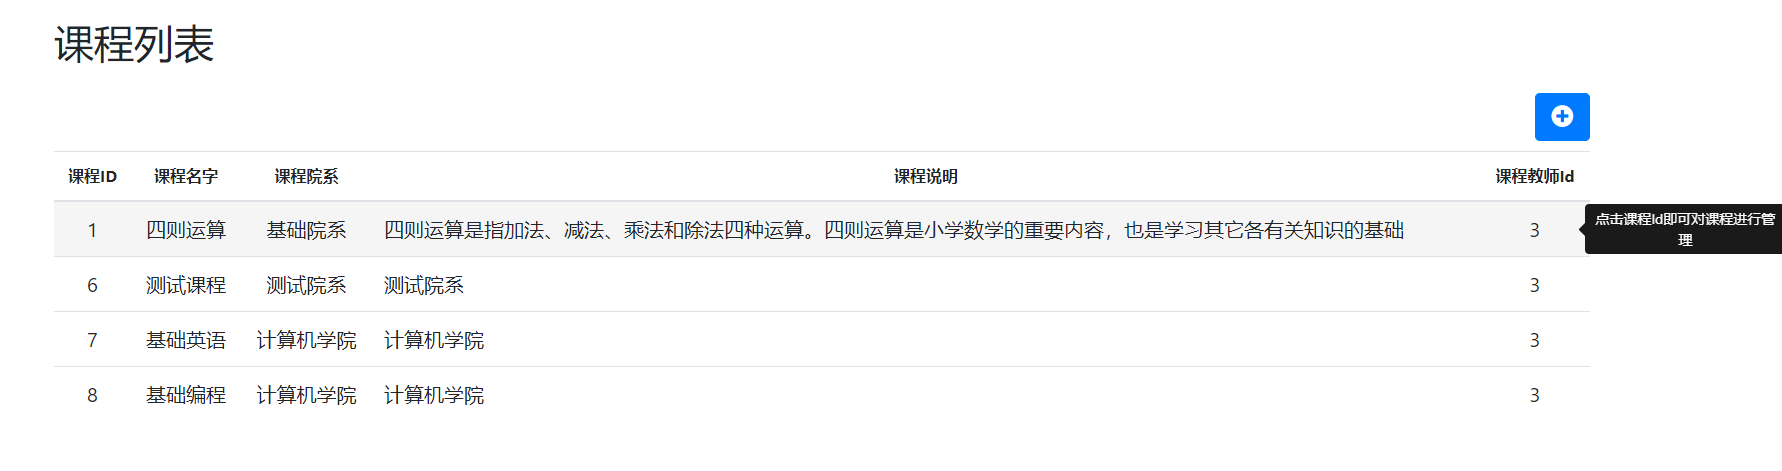 课程列表
课程ID 课程名字 课程院系 课程说明 课程教师Id
1 四则运算 基础院系 四则运算是指加法、减法、乘法和除法四种运算。四则运算是小学数学的重要内容，也是学习其它各有关知识的基础 3
点击课程Id即可对课程进行管
理
6 测试课程 测试院系 测试院系 3
7 基础英语 计算机学院 计算机学院 3
8 基础编程 计算机学院 计算机学院 3